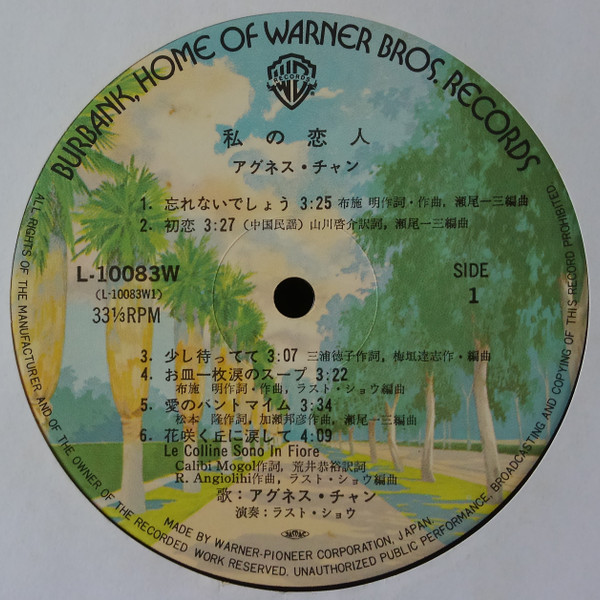 BURBANK, HOME OF WARNER BROS. RECORDS
RECORDS
私の恋人
アグネス・チャン
1. 忘れないでしょう 3:25 布施 明作詞・作曲, 瀬尾一三編曲
2. 初恋 3:27 (中国民謡) 山川啓介訳詞, 瀬尾一三編曲
L-10083W
(L-10083W1)
33⅓RPM
SIDE
1
3. 少し待ってて 3:07 三浦徳子作詞, 梅垣達志作・編曲
4. お皿一枚涙のスープ 3:22
布施 明作詞・作曲, ラスト・ショウ編曲
5. 愛のパントマイム 3:34
松本 隆作詞, 加瀬邦彦作曲, 瀬尾一三編曲
6. 花咲く丘に涙して 4:09
Le Colline Sono In Fiore
Calibi Mogol作詞, 荒井恭裕訳詞
R. Angiolihi作曲, ラスト・ショウ編曲
歌：アグネス・チャン
演奏：ラスト・ショウ
MADE BY WARNER-PIONEER CORPORATION, JAPAN.
ALL RIGHTS OF THE MANUFACTURER AND OF THE OWNER OF THE RECORDED WORK RESERVED. UNAUTHORIZED PUBLIC PERFORMANCE, BROADCASTING AND COPYING OF THIS RECORD PROHIBITED